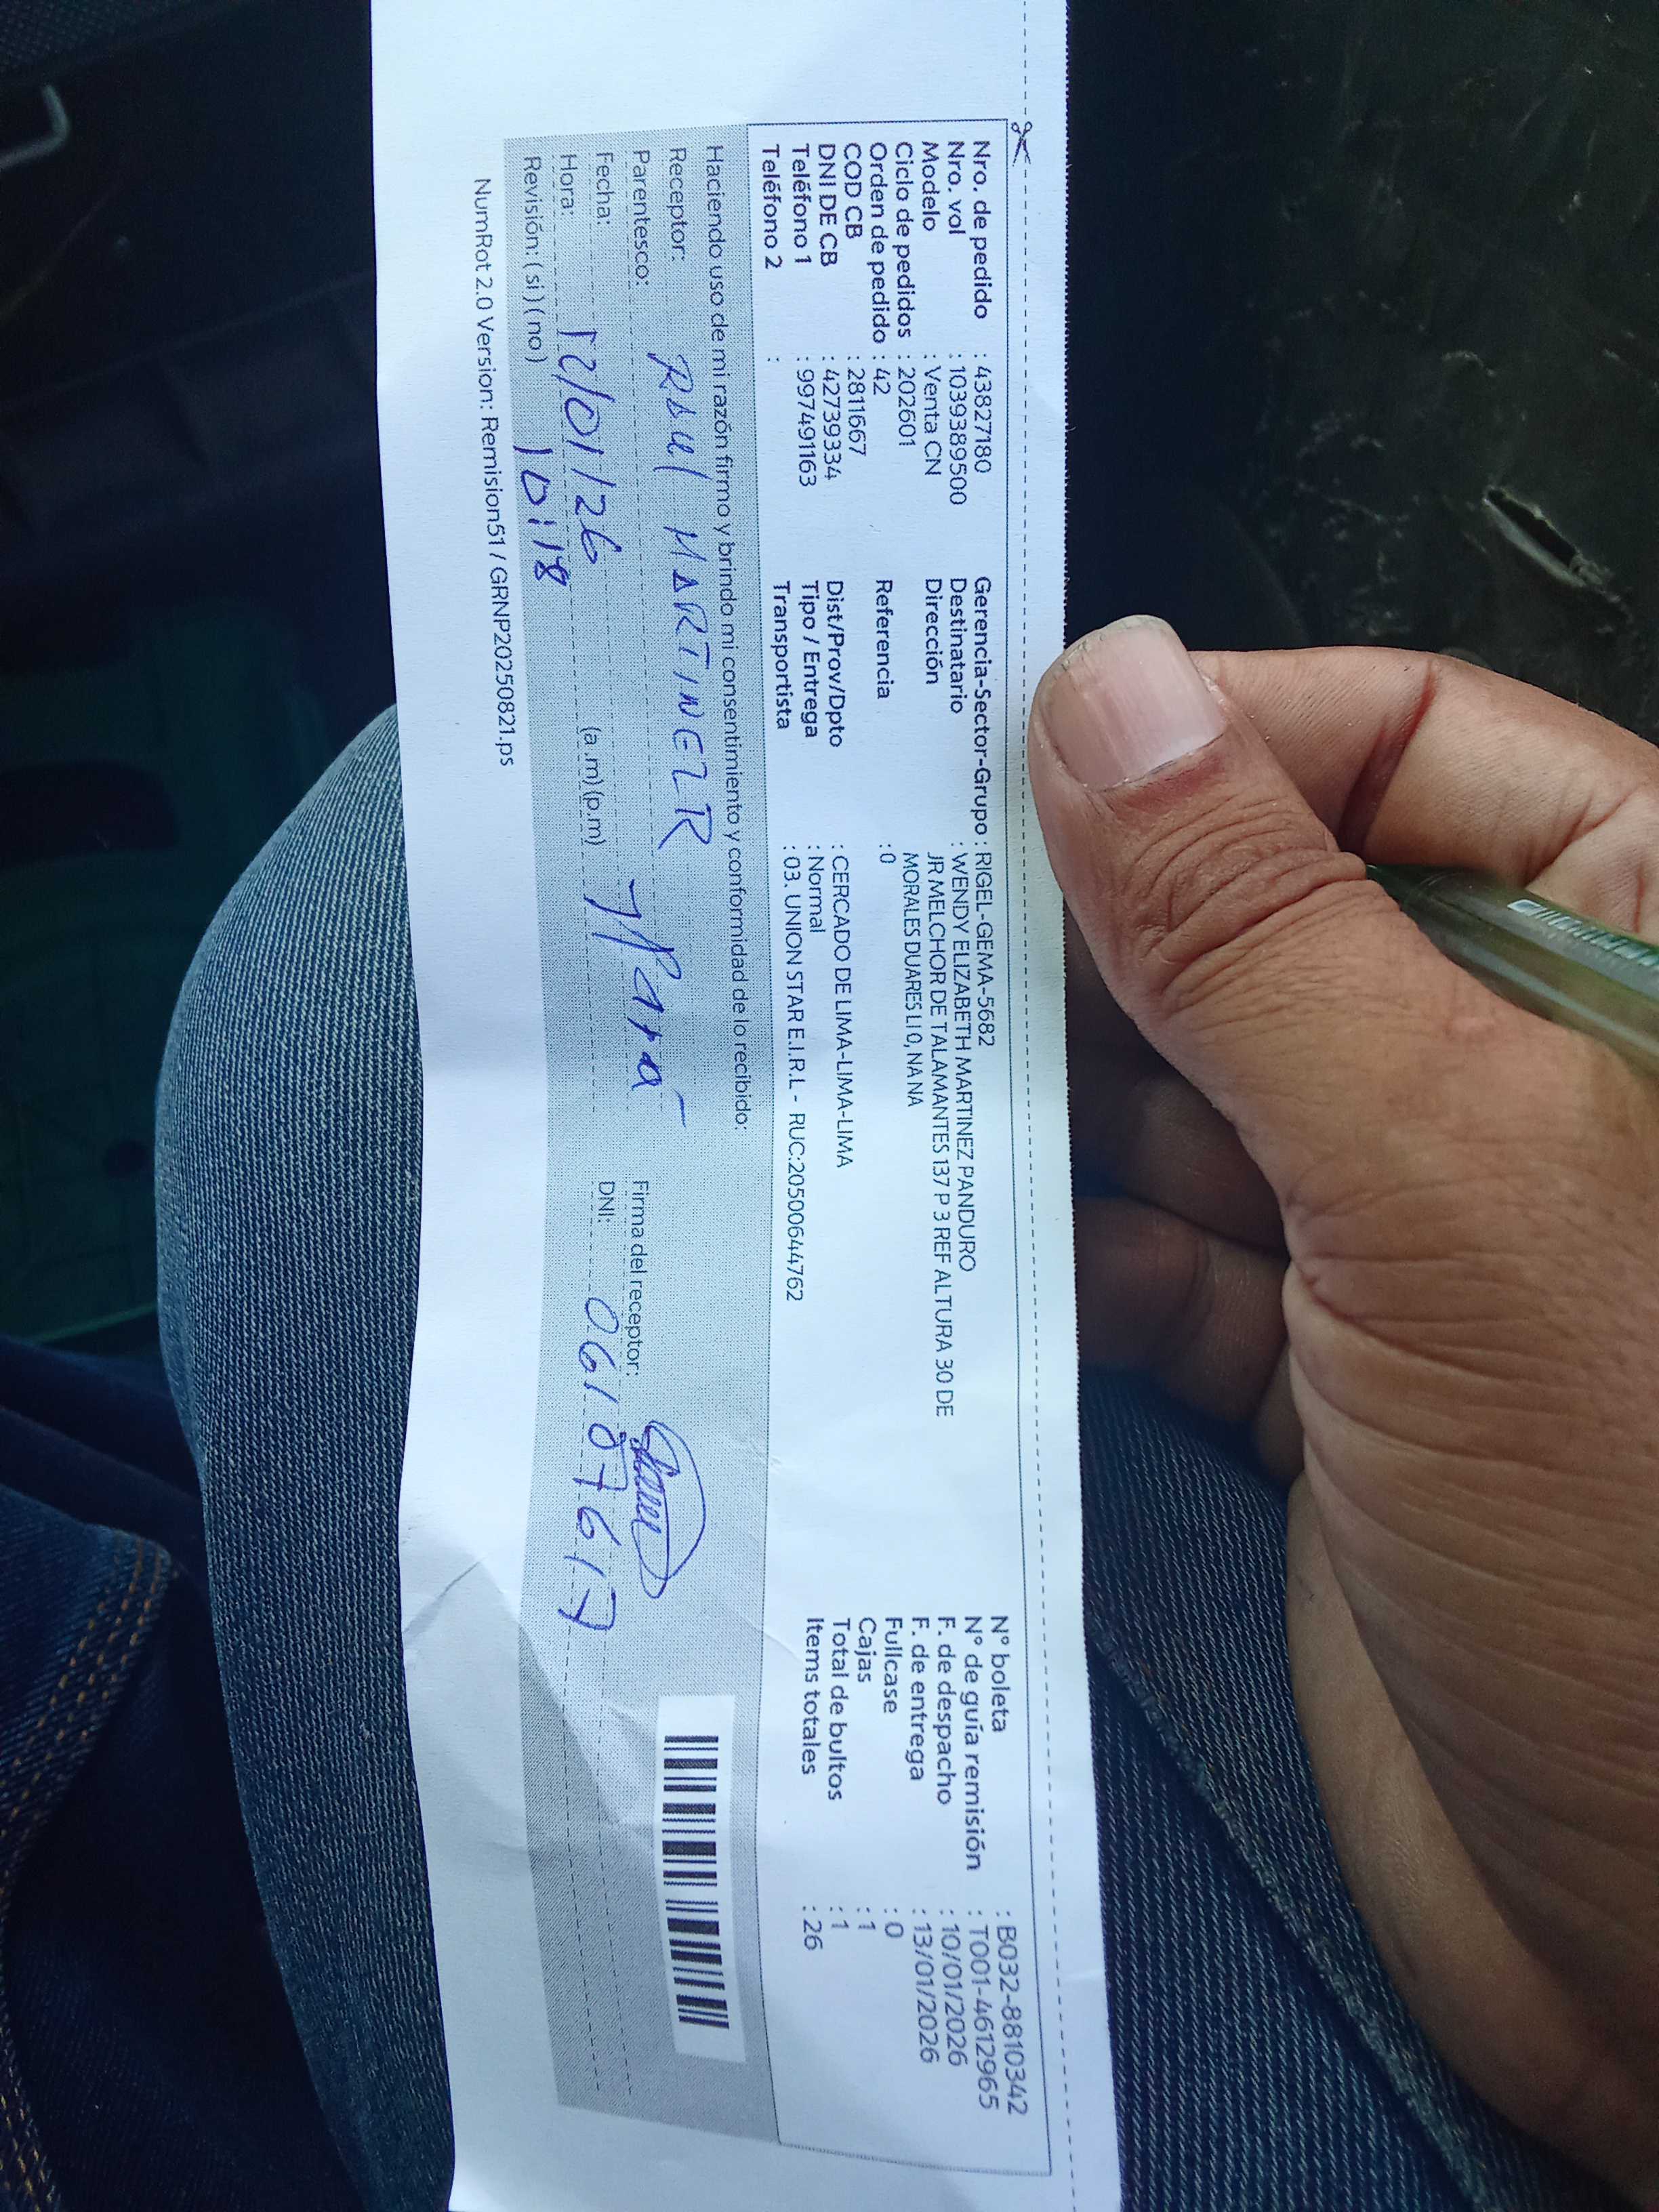 Nro. de pedido : 43827180
Nro. vol : 1039389500
Modelo : Venta CN
Ciclo de pedidos : 202601
Orden de pedido : 42
COD CB : 2811667
DNI DE CB : 42739334
Teléfono 1 : 997491163
Teléfono 2 :
Gerencia-Sector-Grupo : RIGEL-GEMA-5682
Destinatario : WENDY ELIZABETH MARTINEZ PANDURO
Dirección JR MELCHOR DE TALAMANTES 137 P 3 REF ALTURA 30 DE
MORALES DUARES LI 0, NA NA
Referencia : 0
Dist/Prov/Dpto : CERCADO DE LIMA-LIMA-LIMA
Tipo / Entrega : Normal
Transportista : 03. UNION STAR E.I.R.L - RUC:20500644762
N° boleta : B032-8810342
N° de guía remisión : T001-4612965
F. de despacho : 10/01/2026
F. de entrega : 13/01/2026
Fullcase : 0
Cajas : 1
Total de bultos : 1
Items totales : 26
Haciendo uso de mi razón firmo y brindo mi consentimiento y conformidad de lo recibido:
Receptor: RAUL MARTINEZ R
Parentesco:
Fecha: 12/01/26
Hora: 10:18 (a.m) (p.m)
Revisión: ( si ) ( no )
Firma del receptor:
DNI: 06187617
NumRot 2.0 Version: Remision51 / GRNP20250821.ps